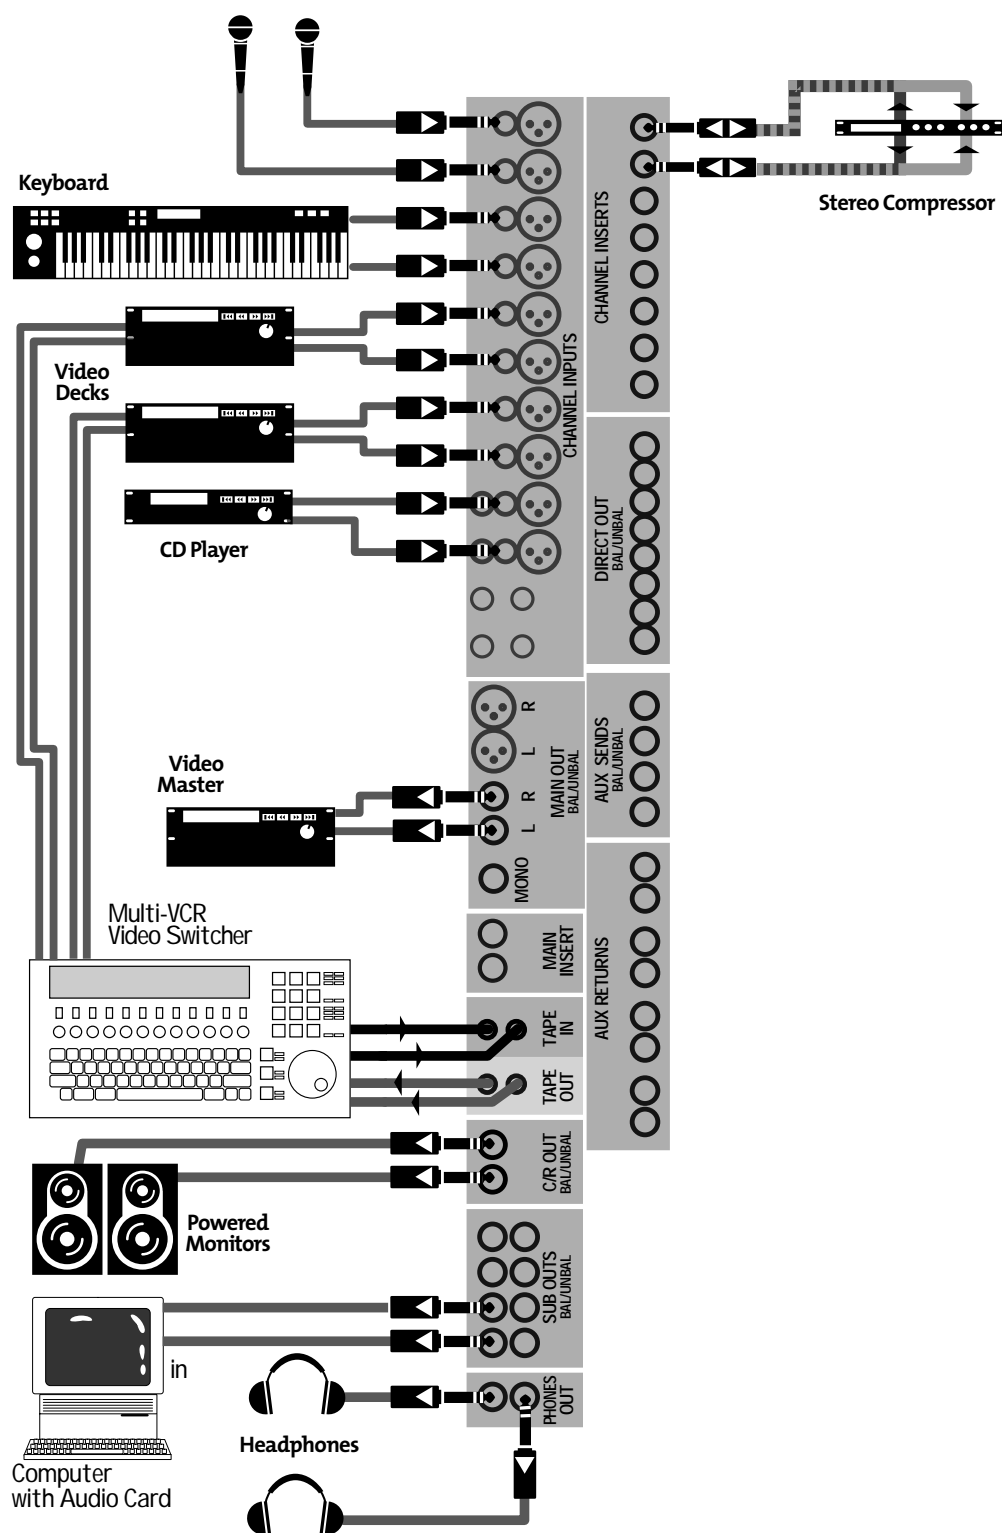 Keyboard
Stereo Compressor
CHANNEL INSERTS
CHANNEL INPUTS
Video
Decks
CD Player
DIRECT OUT
BAL/UNBAL
R
L
R
L
MAIN OUT
BAL/UNBAL
MONO
AUX SENDS
BAL/UNBAL
Video
Master
Multi-VCR
Video Switcher
MAIN
INSERT
AUX RETURNS
TAPE
IN
TAPE
OUT
C/R OUT
BAL/UNBAL
Powered
Monitors
SUB OUTS
BAL/UNBAL
in
PHONES
OUT
Headphones
Computer
with Audio Card